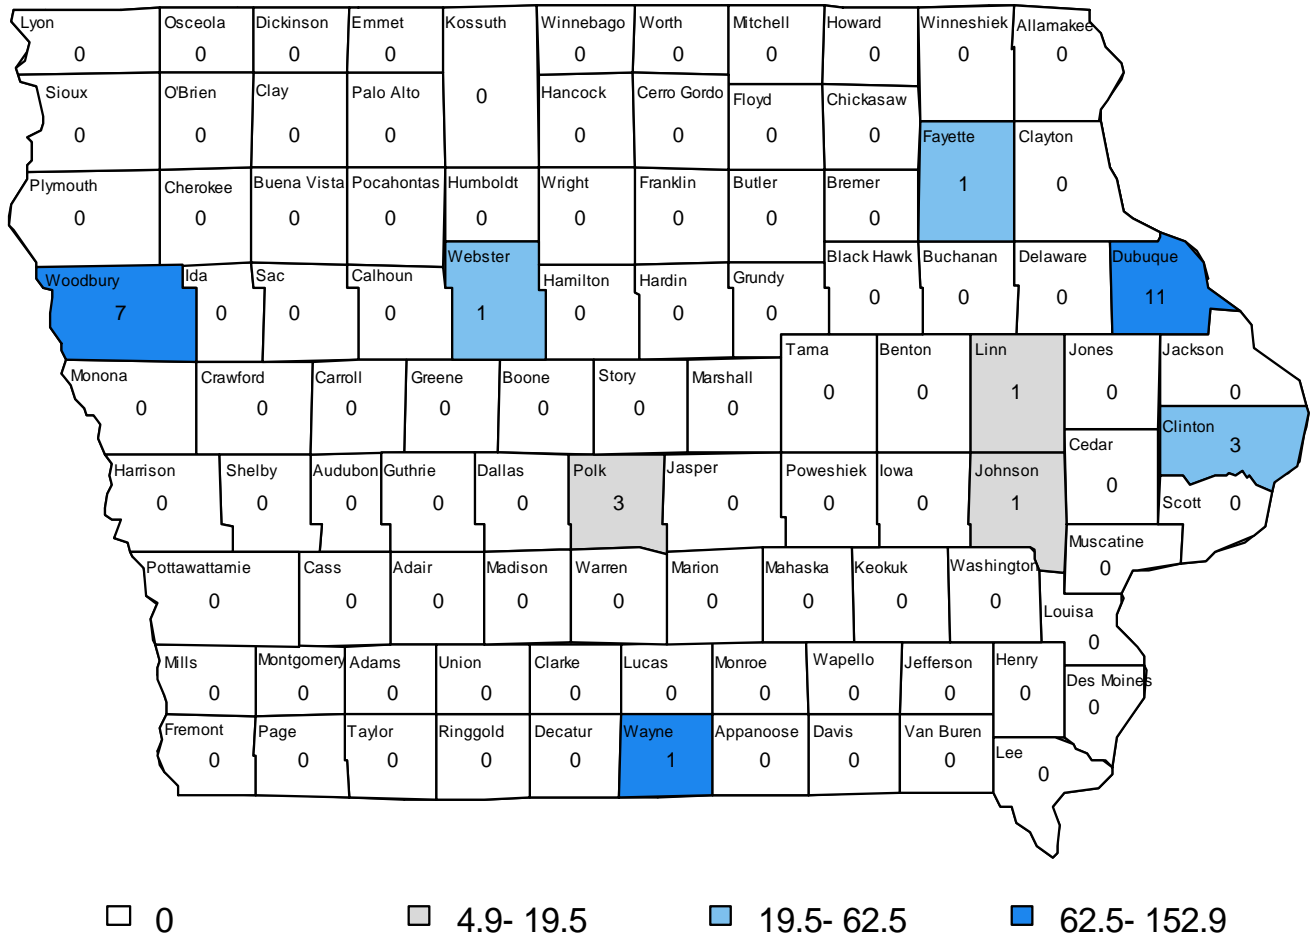 Lyon Osceola Dickinson Emmet Kossuth Winnebago Worth Mitchell Howard Winneshiek Allamakee
0 0 0 0 0 0 0 0 0 0
Sioux O'Brien Clay Palo Alto 0 Hancock Cerro Gordo Floyd Chickasaw
0 0 0 0 0 0 0 0
Fayette Clayton
Plymouth Cherokee Buena Vista Pocahontas Humboldt Wright Franklin Butler Bremer 1 0
0 0 0 0 0 0 0 0 0
Webster Black Hawk Buchanan Delaware Dubuque
Woodbury Ida Sac Calhoun Hamilton Hardin Grundy
7 0 0 0 1 0 0 0 0 0 0 11
Tama Benton Linn Jones Jackson
Monona Crawford Carroll Greene Boone Story Marshall
0 0 0 0 0 0 0 0 0 1 0 0
Clinton
3
Harrison Shelby Audubon Guthrie Dallas Polk Jasper Poweshiek Iowa Johnson Cedar
0 0 0 0 0 3 0 0 0 1 0 Scott 0
Muscatine
0
Pottawattamie Cass Adair Madison Warren Marion Mahaska Keokuk Washington
0 0 0 0 0 0 0 0 0
Louisa
0
Mills Montgomery Adams Union Clarke Lucas Monroe Wapello Jefferson Henry Des Moines
0 0 0 0 0 0 0 0 0 0 0
Fremont Page Taylor Ringgold Decatur Wayne Appanoose Davis Van Buren Lee
0 0 0 0 0 1 0 0 0 0
0 4.9- 19.5 19.5- 62.5 62.5- 152.9